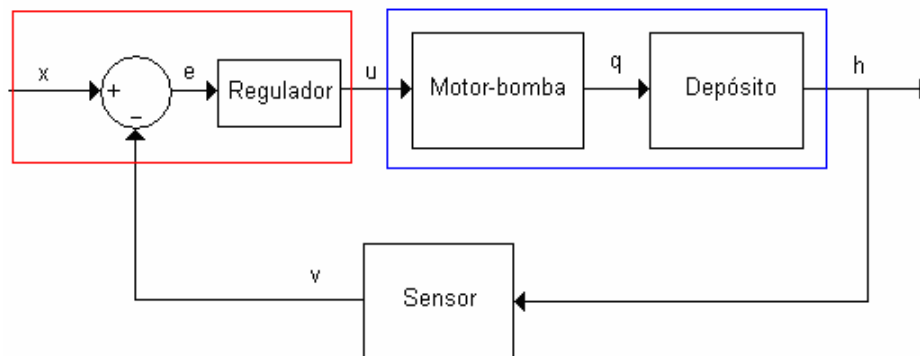 x
+
−
e
Regulador
u
Motor-bomba
q
Depósito
h
v
Sensor